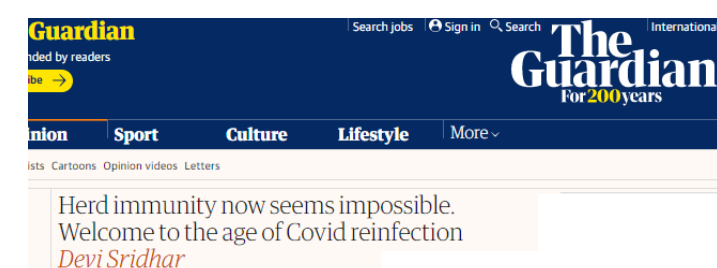 Guardian
Search jobs Sign in Search International
nded by readers
ibe →
The
Guardian
For 200 years
inion Sport Culture Lifestyle More
ists Cartoons Opinion videos Letters
Herd immunity now seems impossible.
Welcome to the age of Covid reinfection
Devi Sridhar